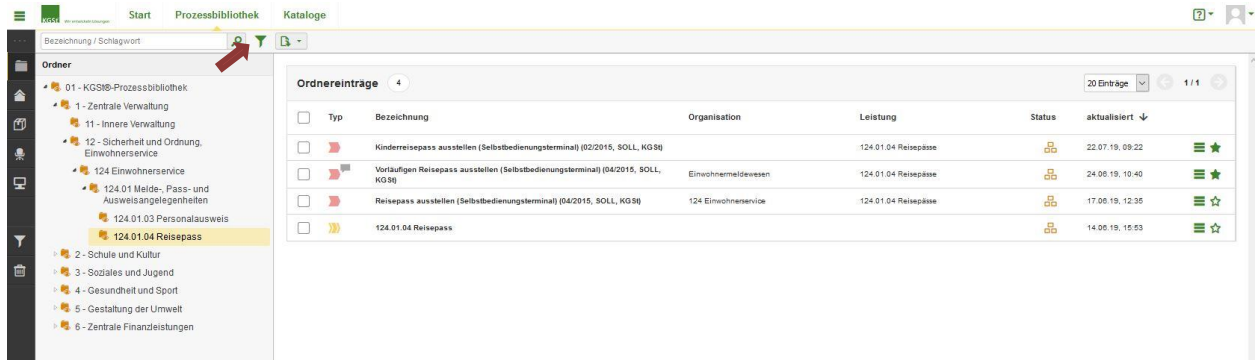 KGSt Start Prozessbibliothek Kataloge
?
Bezeichnung / Schlagwort
Ordner
01 - KGSt®-Prozessbibliothek
1 - Zentrale Verwaltung
11 - Innere Verwaltung
12 - Sicherheit und Ordnung,
Einwohnerservice
124 Einwohnerservice
124.01 Melde-, Pass- und
Ausweisangelegenheiten
124.01.03 Personalausweis
124.01.04 Reisepass
2 - Schule und Kultur
3 - Soziales und Jugend
4 - Gesundheit und Sport
5 - Gestaltung der Umwelt
6 - Zentrale Finanzleistungen
Ordnereinträge 4 20 Einträge 1/1
Typ Bezeichnung Organisation Leistung Status aktualisiert
Kinderreisepass ausstellen (Selbstbedienungsterminal) (02/2015, SOLL, KGSt) 124.01.04 Reisepässe 22.07.19, 09:22
Vorläufigen Reisepass ausstellen (Selbstbedienungsterminal) (04/2015, SOLL,
KGSt) Einwohnermeldewesen 124.01.04 Reisepässe 24.06.19, 10:40
Reisepass ausstellen (Selbstbedienungsterminal) (04/2015, SOLL, KGSt) 124 Einwohnerservice 124.01.04 Reisepässe 17.06.19, 12:35
124.01.04 Reisepass 14.06.19, 15:53